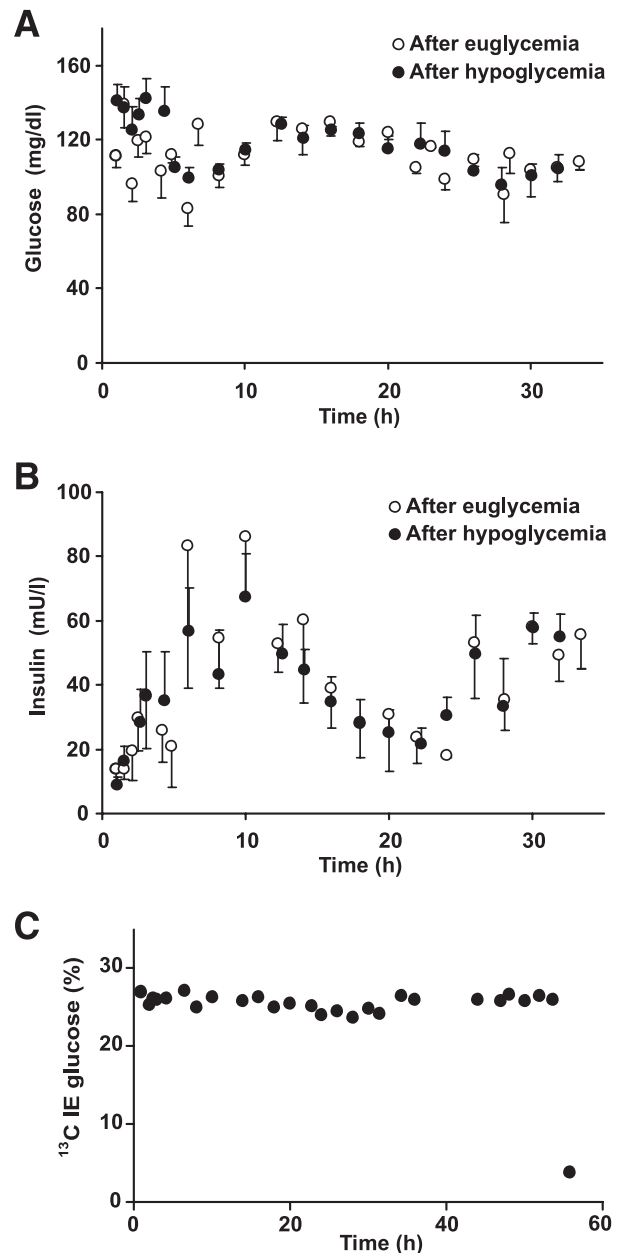 A
After euglycemia
After hypoglycemia
Glucose (mg/dl)
160
120
80
40
0
0 10 20 30
Time (h)
B
After euglycemia
After hypoglycemia
Insulin (mU/l)
100
80
60
40
20
0
0 10 20 30
Time (h)
C
¹³C IE glucose (%)
30
20
10
0
0 20 40 60
Time (h)